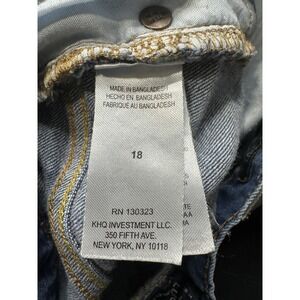 MADE IN BANGLADESH
HECHO EN BANGLADESH
FABRIQUÉ AU BANGLADESH
18
RN 130323
KHQ INVESTMENT LLC.
350 FIFTH AVE.
NEW YORK, NY 10118